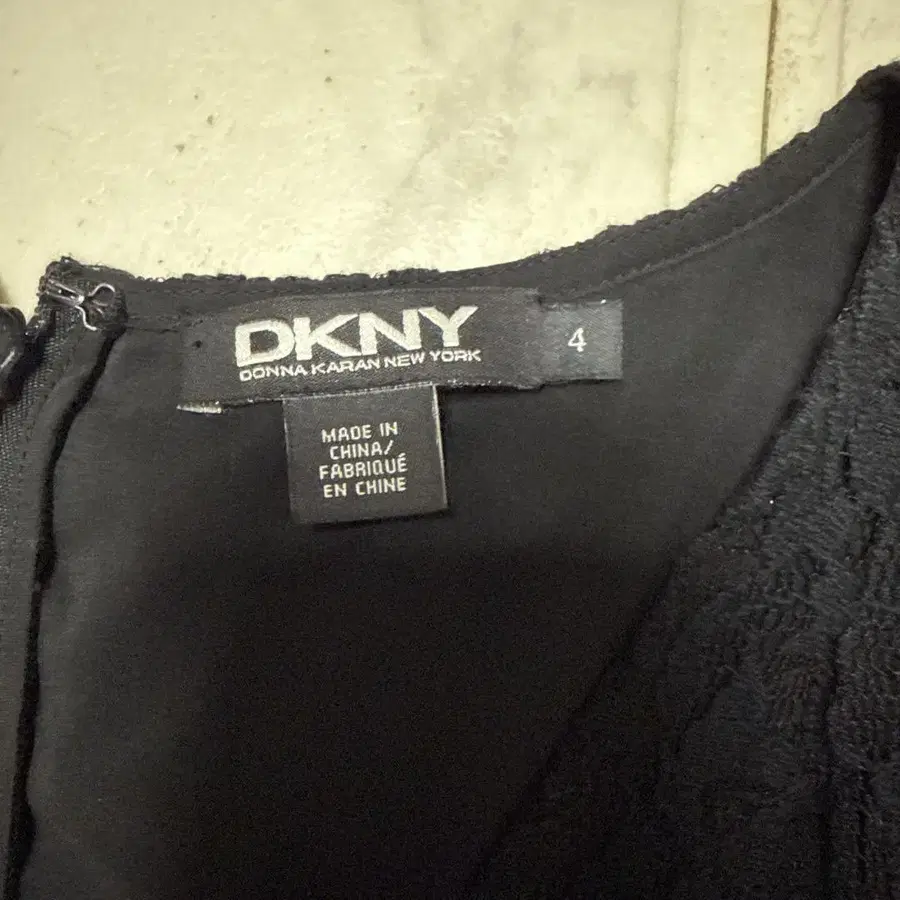 DKNY
DONNA KARAN NEW YORK
4
MADE IN
CHINA/
FABRIQUÉ
EN CHINE